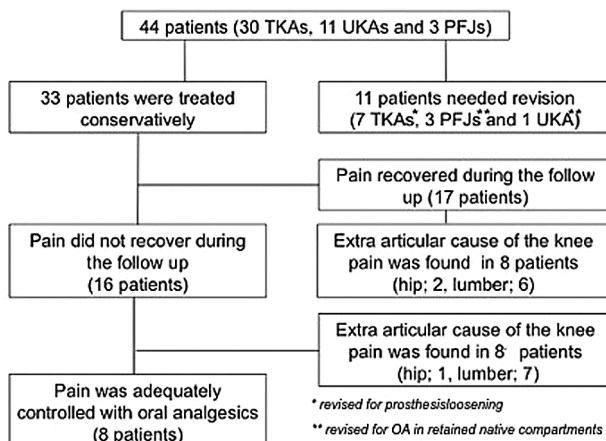 44 patients (30 TKAs, 11 UKAs and 3 PFJs)
33 patients were treated
conservatively
11 patients needed revision
(7 TKAs*, 3 PFJs** and 1 UKA**)
Pain recovered during the follow
up (17 patients)
Pain did not recover during
the follow up
(16 patients)
Extra articular cause of the knee
pain was found in 8 patients
(hip; 2, lumber; 6)
Extra articular cause of the knee
pain was found in 8 patients
(hip; 1, lumber; 7)
Pain was adequately
controlled with oral analgesics
(8 patients)
* revised for prosthesisloosening
** revised for OA in retained native compartments